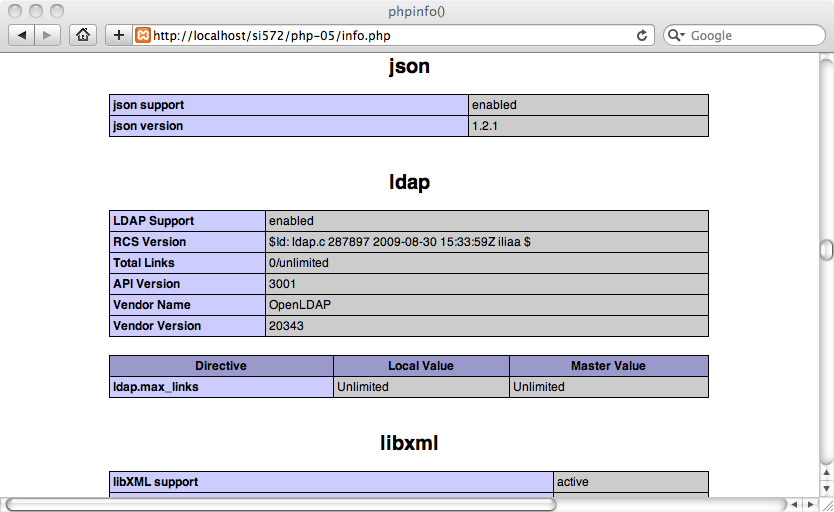 phpinfo()
http://localhost/si572/php-05/info.php
Google
json
json support enabled
json version 1.2.1
ldap
LDAP Support enabled
RCS Version $Id: ldap.c 287897 2009-08-30 15:33:59Z iliaa $
Total Links 0/unlimited
API Version 3001
Vendor Name OpenLDAP
Vendor Version 20343
Directive Local Value Master Value
ldap.max_links Unlimited Unlimited
libxml
libXML support active